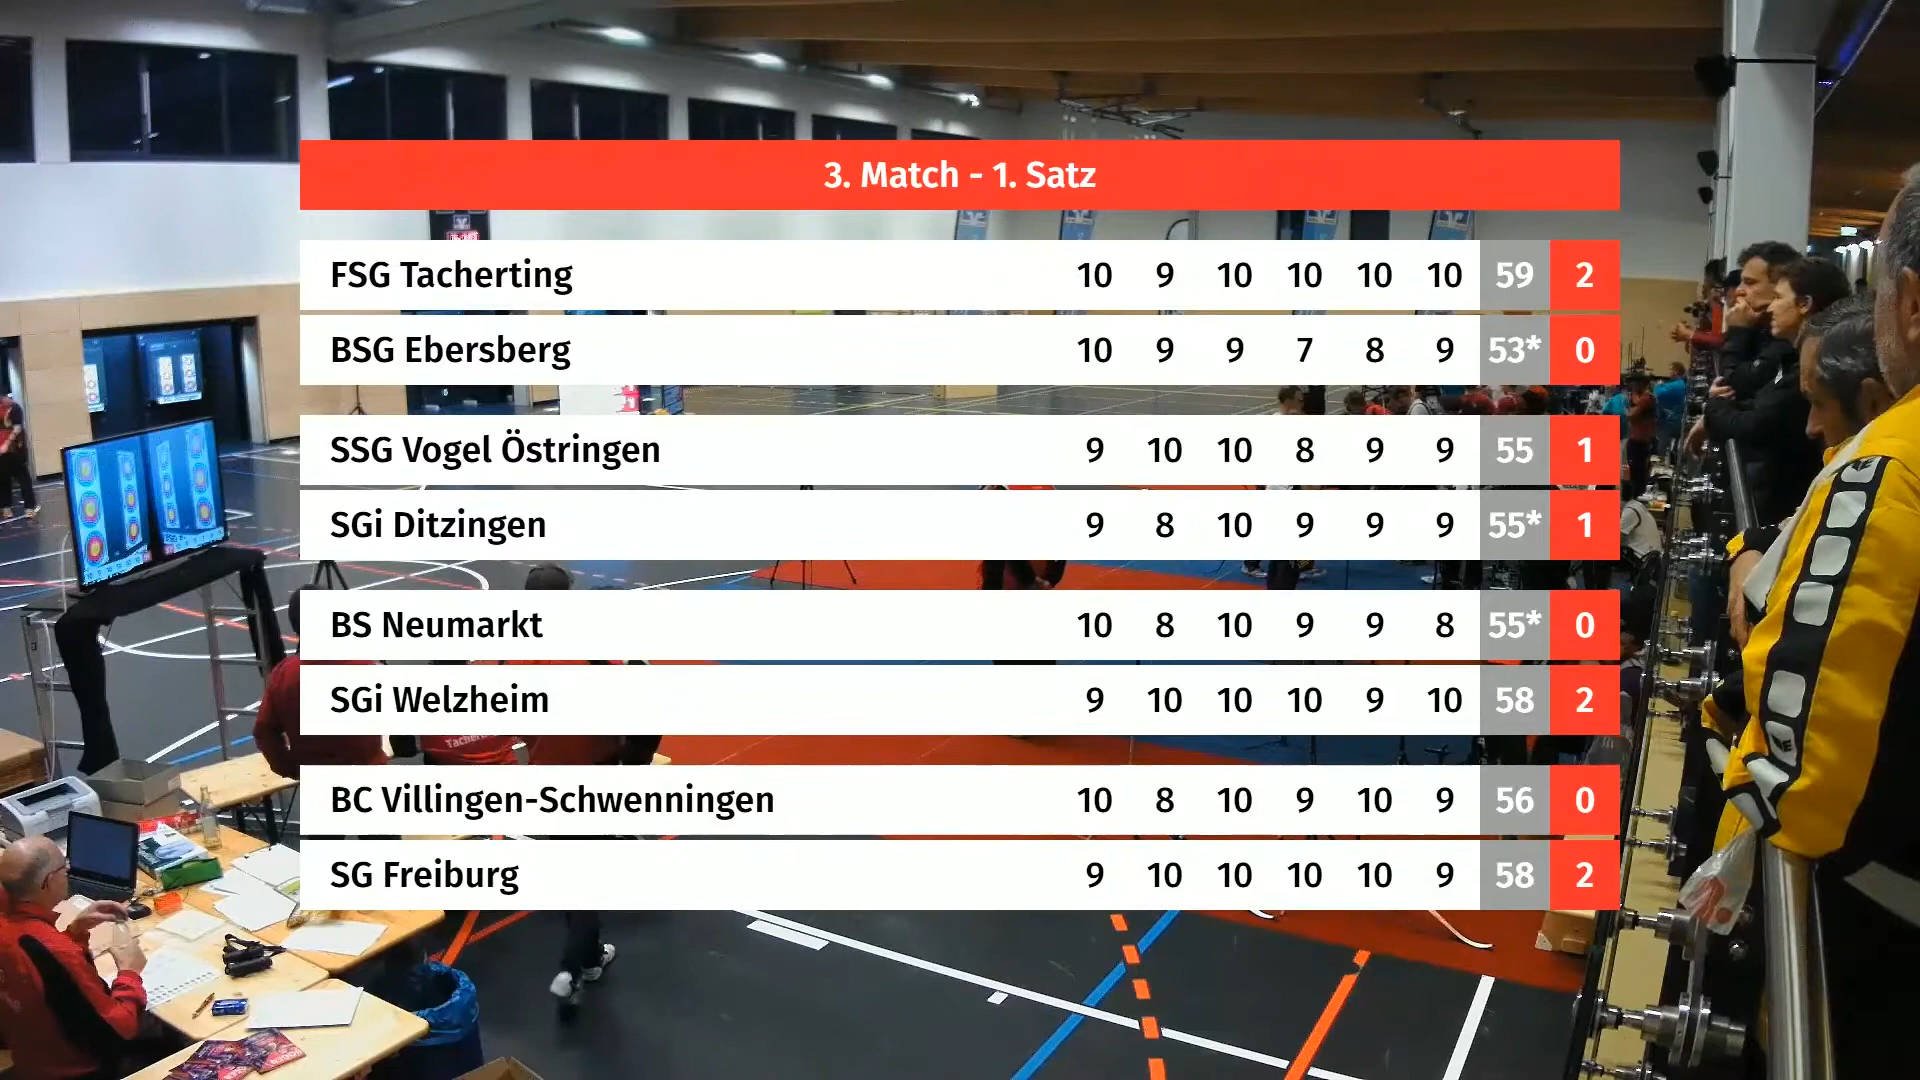 3. Match - 1. Satz
FSG Tacherting 10 9 10 10 10 10 59 2
BSG Ebersberg 10 9 9 7 8 9 53* 0
SSG Vogel Östringen 9 10 10 8 9 9 55 1
SGi Ditzingen 9 8 10 9 9 9 55* 1
BS Neumarkt 10 8 10 9 9 8 55* 0
SGi Welzheim 9 10 10 10 9 10 58 2
BC Villingen-Schwenningen 10 8 10 9 10 9 56 0
SG Freiburg 9 10 10 10 10 9 58 2